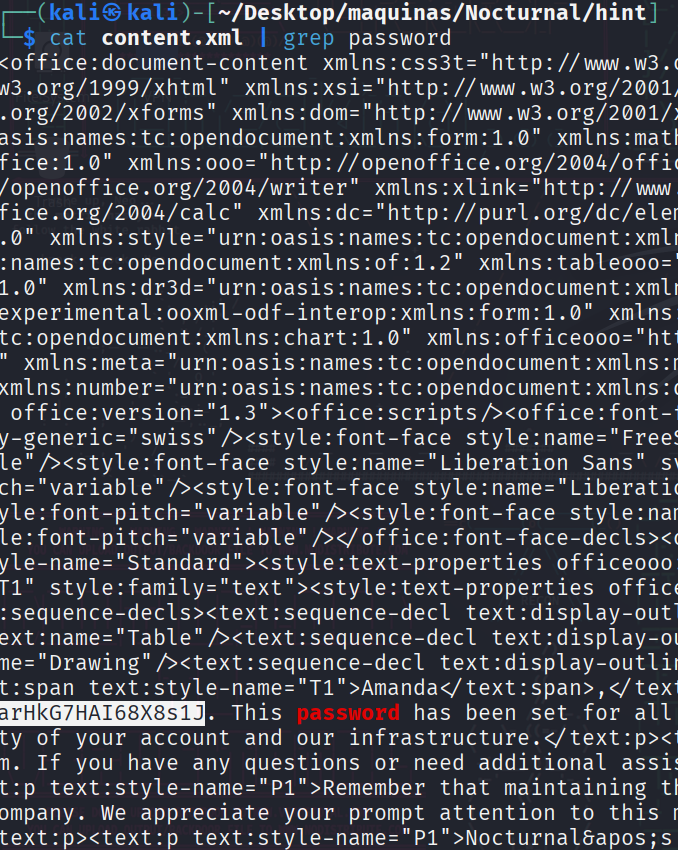 ┌──(kali㉿kali)-[~/Desktop/maquinas/Nocturnal/hint]
└─$ cat content.xml | grep password
<office:document-content xmlns:css3t="http://www.w3.o
w3.org/1999/xhtml" xmlns:xsi="http://www.w3.org/2001/
.org/2002/xforms" xmlns:dom="http://www.w3.org/2001/x
asis:names:tc:opendocument:xmlns:form:1.0" xmlns:math
fice:1.0" xmlns:ooo="http://openoffice.org/2004/offic
/openoffice.org/2004/writer" xmlns:xlink="http://www.
fice.org/2004/calc" xmlns:dc="http://purl.org/dc/elem
.0" xmlns:style="urn:oasis:names:tc:opendocument:xmln
:names:tc:opendocument:xmlns:of:1.2" xmlns:tableooo="
1.0" xmlns:dr3d="urn:oasis:names:tc:opendocument:xmln
experimental:ooxml-odf-interop:xmlns:form:1.0" xmlns:
tc:opendocument:xmlns:chart:1.0" xmlns:officeooo="htt
" xmlns:meta="urn:oasis:names:tc:opendocument:xmlns:m
xmlns:number="urn:oasis:names:tc:opendocument:xmlns:d
office:version="1.3"><office:scripts/><office:font-f
y-generic="swiss"/><style:font-face style:name="FreeS
le"/><style:font-face style:name="Liberation Sans" sv
ch="variable"/><style:font-face style:name="Liberatio
yle:font-pitch="variable"/><style:font-face style:nam
le:font-pitch="variable"/></office:font-face-decls><o
yle-name="Standard"><style:text-properties officeooo:
T1" style:family="text"><style:text-properties office
:sequence-decls><text:sequence-decl text:display-outl
ext:name="Table"/><text:sequence-decl text:display-ou
me="Drawing"/><text:sequence-decl text:display-outlin
t:span text:style-name="T1">Amanda</text:span>,</text
arHkG7HAI68X8s1J. This password has been set for all
ty of your account and our infrastructure.</text:p><t
m. If you have any questions or need additional assis
t:p text:style-name="P1">Remember that maintaining th
ompany. We appreciate your prompt attention to this m
text:p><text:p text:style-name="P1">Nocturnal&apos;s